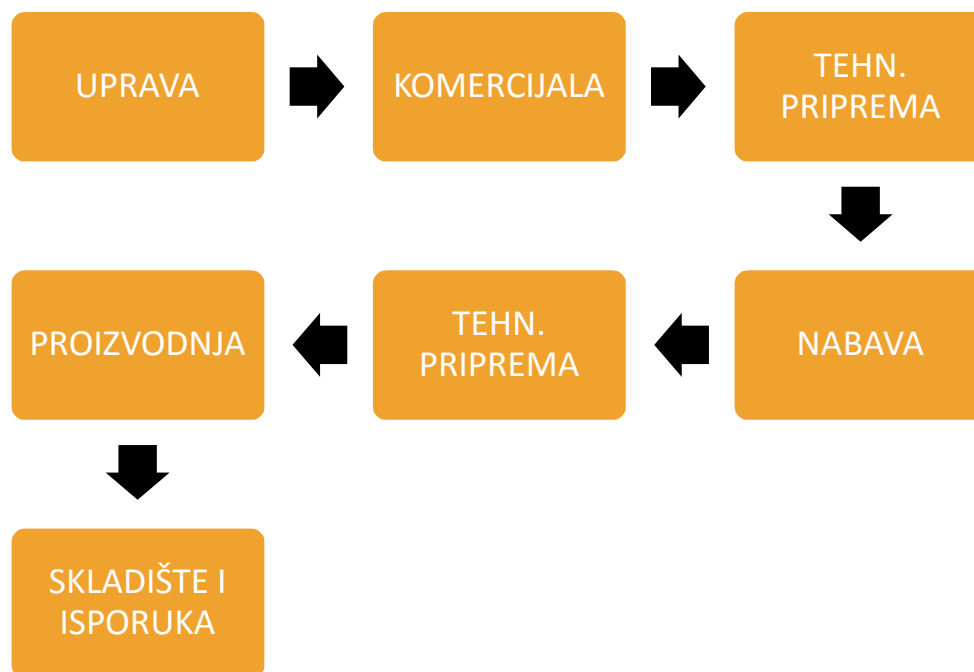 UPRAVA
KOMERCIJALA
TEHN.
PRIPREMA
NABAVA
TEHN.
PRIPREMA
PROIZVODNJA
SKLADIŠTE I
ISPORUKA